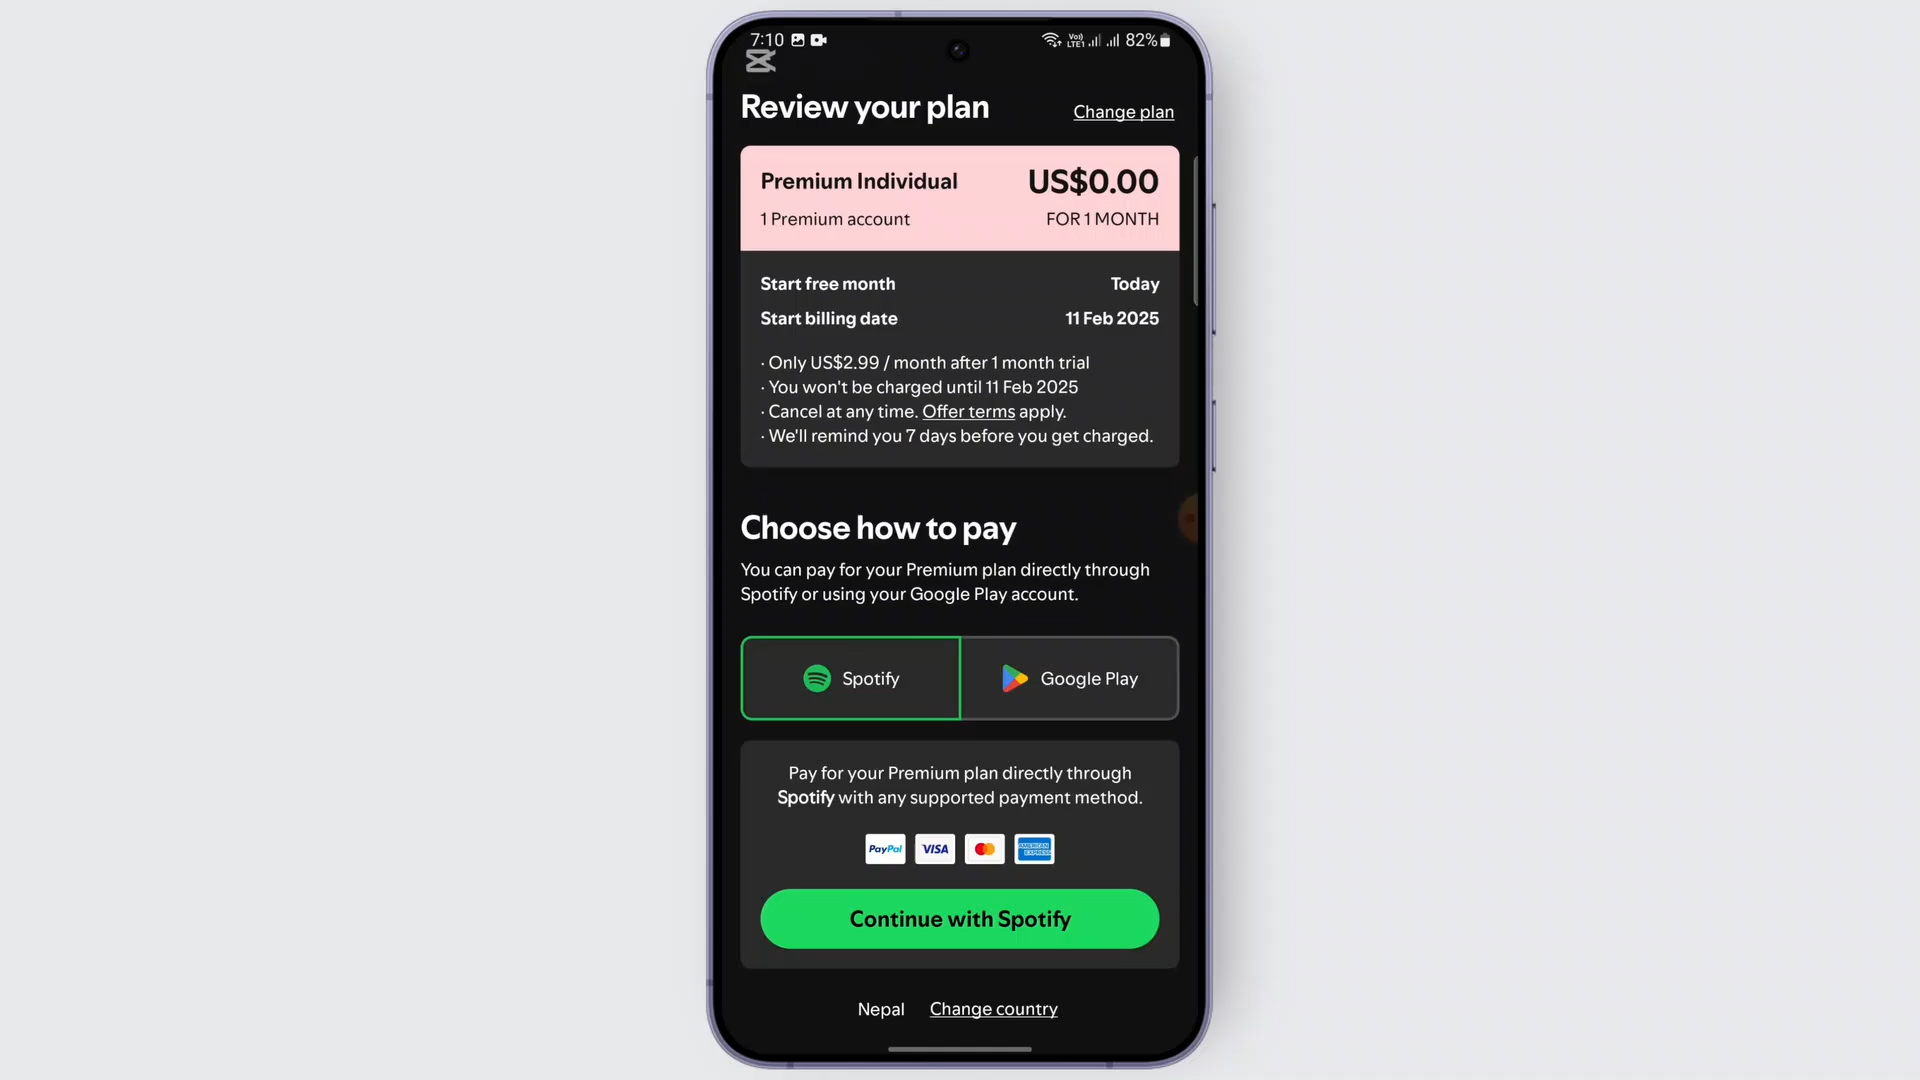 7:10
Vo)) LTE1 82%
Review your plan
Change plan
Premium Individual
US$0.00
1 Premium account
FOR 1 MONTH
Start free month
Today
Start billing date
11 Feb 2025
· Only US$2.99 / month after 1 month trial
· You won't be charged until 11 Feb 2025
· Cancel at any time. Offer terms apply.
· We'll remind you 7 days before you get charged.
Choose how to pay
You can pay for your Premium plan directly through
Spotify or using your Google Play account.
Spotify
Google Play
Pay for your Premium plan directly through
Spotify with any supported payment method.
PayPal VISA AMERICAN EXPRESS
Continue with Spotify
Nepal Change country